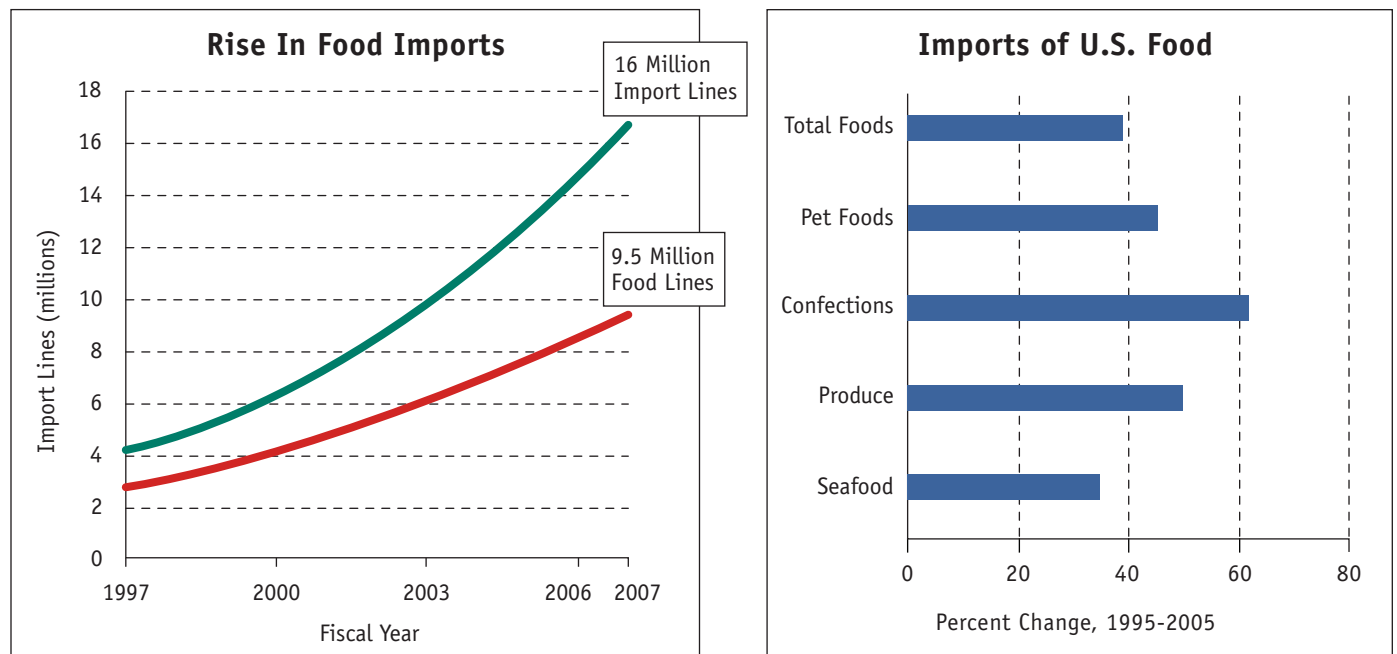 Rise In Food Imports
16 Million
Import Lines
9.5 Million
Food Lines
Import Lines (millions)
18
16
14
12
10
8
6
4
2
0
1997 2000 2003 2006 2007
Fiscal Year
Imports of U.S. Food
Total Foods
Pet Foods
Confections
Produce
Seafood
0 20 40 60 80
Percent Change, 1995-2005